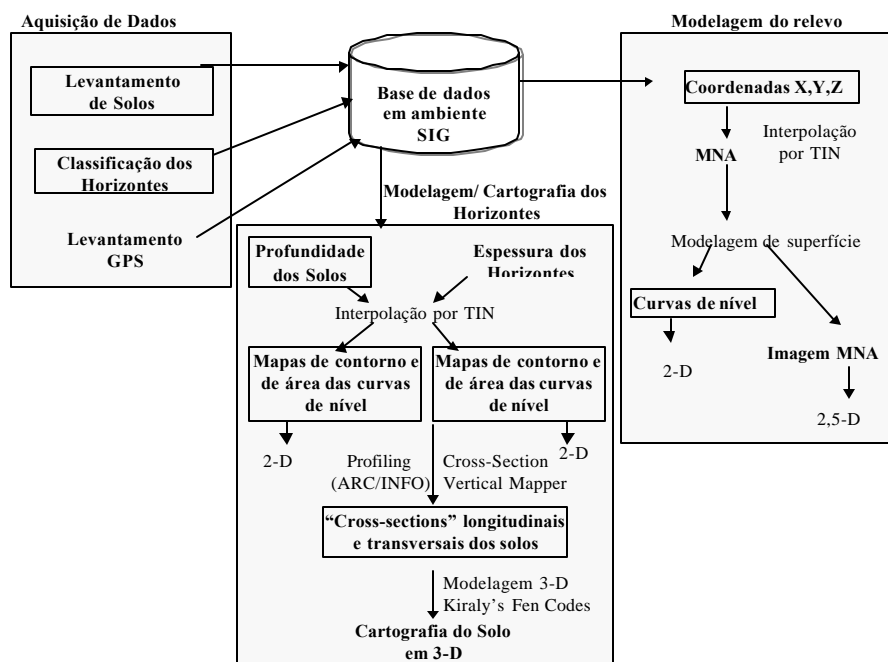 Aquisição de Dados
Levantamento
de Solos
Classificação dos
Horizontes
Levantamento
GPS
Base de dados
em ambiente
SIG
Modelagem/ Cartografia dos
Horizontes
Profundidade
dos Solos
Espessura dos
Horizontes
Interpolação por TIN
Mapas de contorno e
de área das curvas
de nível
Mapas de contorno e
de área das curvas
de nível
2-D
2-D
Profiling
(ARC/INFO)
Cross-Section
Vertical Mapper
“Cross-sections” longitudinais
e transversais dos solos
Modelagem 3-D
Kiraly's Fen Codes
Cartografia do Solo
em 3-D
Modelagem do relevo
Coordenadas X,Y,Z
Interpolação
por TIN
MNA
Modelagem de superfície
Curvas de nível
2-D
Imagem MNA
2,5-D